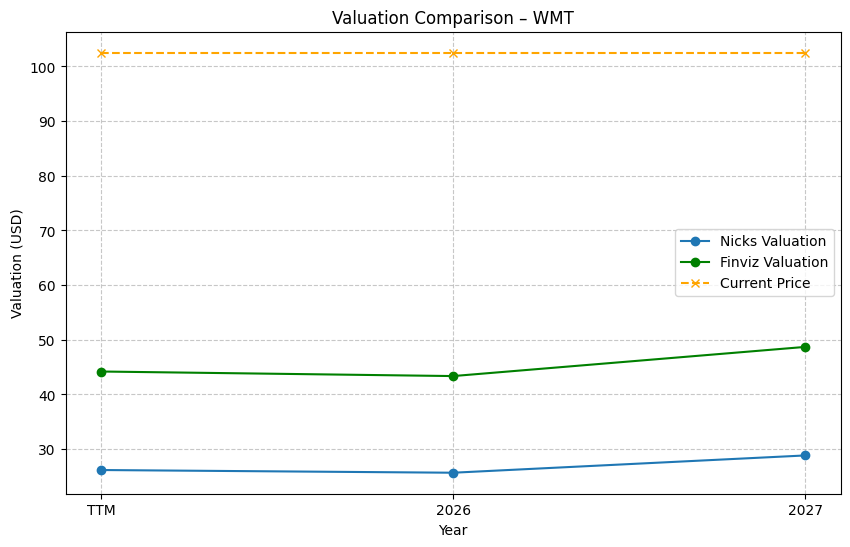 Valuation Comparison – WMT
Valuation (USD)
100
90
80
70
60
50
40
30
Nicks Valuation
Finviz Valuation
Current Price
TTM
2026
2027
Year